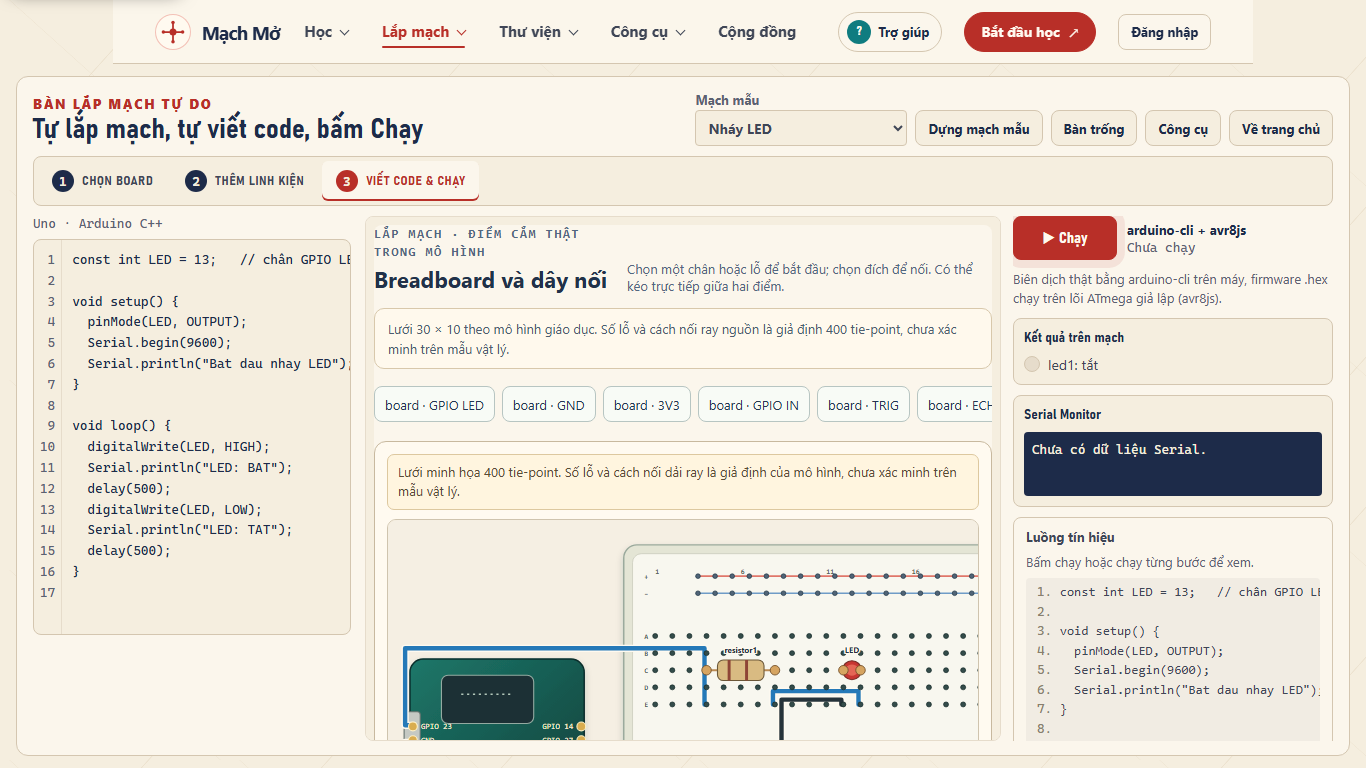 Mạch Mở
Học
Lắp mạch
Thư viện
Công cụ
Cộng đồng
? Trợ giúp
Bắt đầu học ↗
Đăng nhập
BÀN LẮP MẠCH TỰ DO
Tự lắp mạch, tự viết code, bấm Chạy
Mạch mẫu
Nháy LED
Dựng mạch mẫu
Bàn trống
Công cụ
Về trang chủ
1 CHỌN BOARD
2 THÊM LINH KIỆN
3 VIẾT CODE & CHẠY
Uno · Arduino C++
1 const int LED = 13;   // chân GPIO LE
2
3 void setup() {
4 pinMode(LED, OUTPUT);
5 Serial.begin(9600);
6 Serial.println("Bat dau nhay LED");
7 }
8
9 void loop() {
10 digitalWrite(LED, HIGH);
11 Serial.println("LED: BAT");
12 delay(500);
13 digitalWrite(LED, LOW);
14 Serial.println("LED: TAT");
15 delay(500);
16 }
17
LẮP MẠCH · ĐIỂM CẮM THẬT
TRONG MÔ HÌNH
Breadboard và dây nối
Chọn một chân hoặc lỗ để bắt đầu; chọn đích để nối. Có thể
kéo trực tiếp giữa hai điểm.
Lưới 30 × 10 theo mô hình giáo dục. Số lỗ và cách nối ray nguồn là giả định 400 tie-point, chưa xác
minh trên mẫu vật lý.
board · GPIO LED
board · GND
board · 3V3
board · GPIO IN
board · TRIG
board · ECH
Lưới minh họa 400 tie-point. Số lỗ và cách nối dải ray là giả định của mô hình, chưa xác minh trên
mẫu vật lý.
1 6 11 16
+
-
A
B
C
D
E
resistor1
LED
GPIO 23
GPIO 14
▶ Chạy
arduino-cli + avr8js
Chưa chạy
Biên dịch thật bằng arduino-cli trên máy, firmware .hex
chạy trên lõi ATmega giả lập (avr8js).
Kết quả trên mạch
led1: tắt
Serial Monitor
Chưa có dữ liệu Serial.
Luồng tín hiệu
Bấm chạy hoặc chạy từng bước để xem.
1. const int LED = 13;   // chân GPIO LE
2.
3. void setup() {
4. pinMode(LED, OUTPUT);
5. Serial.begin(9600);
6. Serial.println("Bat dau nhay LED");
7. }
8.